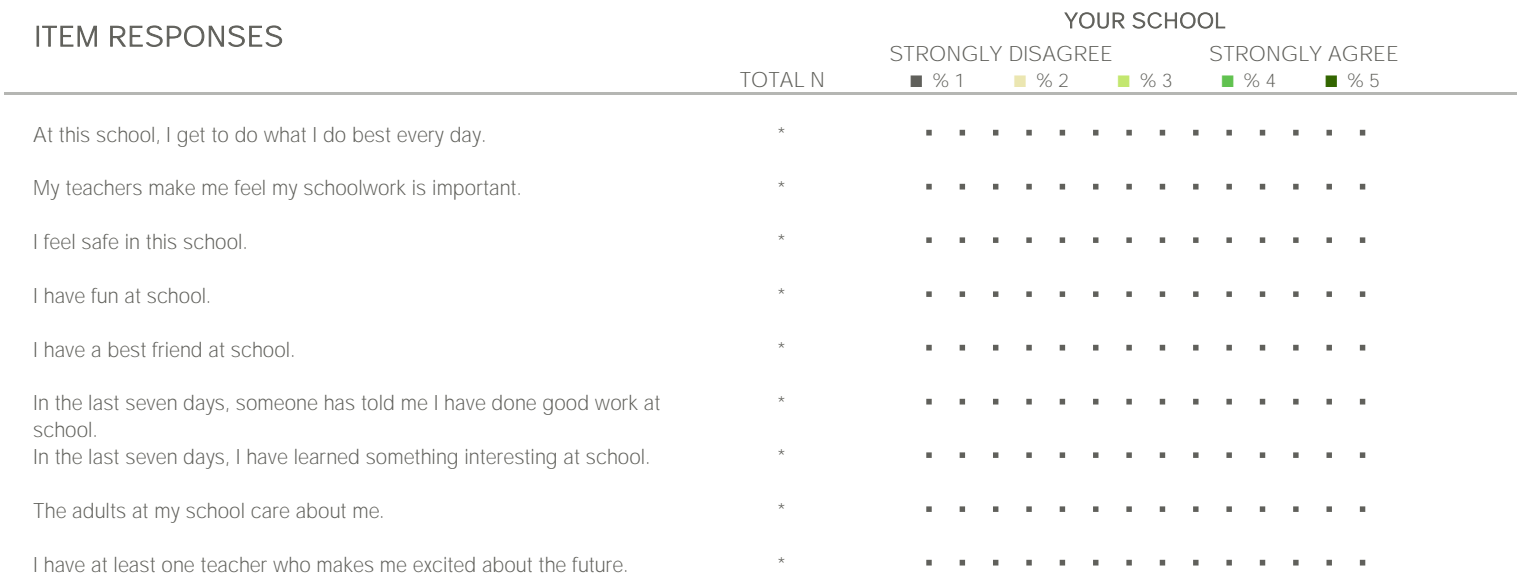 ITEM RESPONSES
YOUR SCHOOL
STRONGLY DISAGREE STRONGLY AGREE
TOTAL N ■ % 1 ■ % 2 ■ % 3 ■ % 4 ■ % 5
At this school, I get to do what I do best every day. * ▪ ▪ ▪ ▪ ▪ ▪ ▪ ▪ ▪ ▪ ▪ ▪ ▪ ▪
My teachers make me feel my schoolwork is important. * ▪ ▪ ▪ ▪ ▪ ▪ ▪ ▪ ▪ ▪ ▪ ▪ ▪ ▪
I feel safe in this school. * ▪ ▪ ▪ ▪ ▪ ▪ ▪ ▪ ▪ ▪ ▪ ▪ ▪ ▪
I have fun at school. * ▪ ▪ ▪ ▪ ▪ ▪ ▪ ▪ ▪ ▪ ▪ ▪ ▪ ▪
I have a best friend at school. * ▪ ▪ ▪ ▪ ▪ ▪ ▪ ▪ ▪ ▪ ▪ ▪ ▪ ▪
In the last seven days, someone has told me I have done good work at * ▪ ▪ ▪ ▪ ▪ ▪ ▪ ▪ ▪ ▪ ▪ ▪ ▪ ▪
school.
In the last seven days, I have learned something interesting at school. * ▪ ▪ ▪ ▪ ▪ ▪ ▪ ▪ ▪ ▪ ▪ ▪ ▪ ▪
The adults at my school care about me. * ▪ ▪ ▪ ▪ ▪ ▪ ▪ ▪ ▪ ▪ ▪ ▪ ▪ ▪
I have at least one teacher who makes me excited about the future. * ▪ ▪ ▪ ▪ ▪ ▪ ▪ ▪ ▪ ▪ ▪ ▪ ▪ ▪